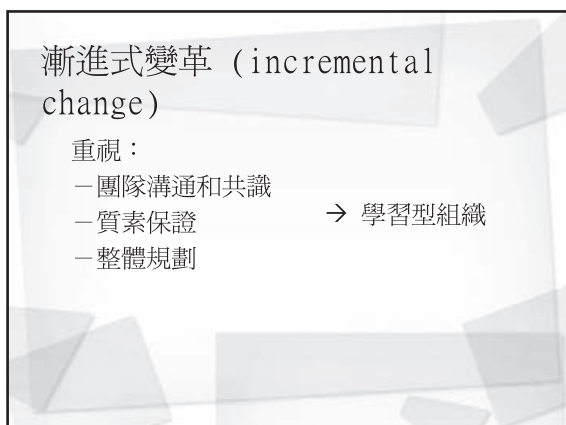 漸進式變革 (incremental
change)
重視：
－團隊溝通和共識
－質素保證 → 學習型組織
－整體規劃